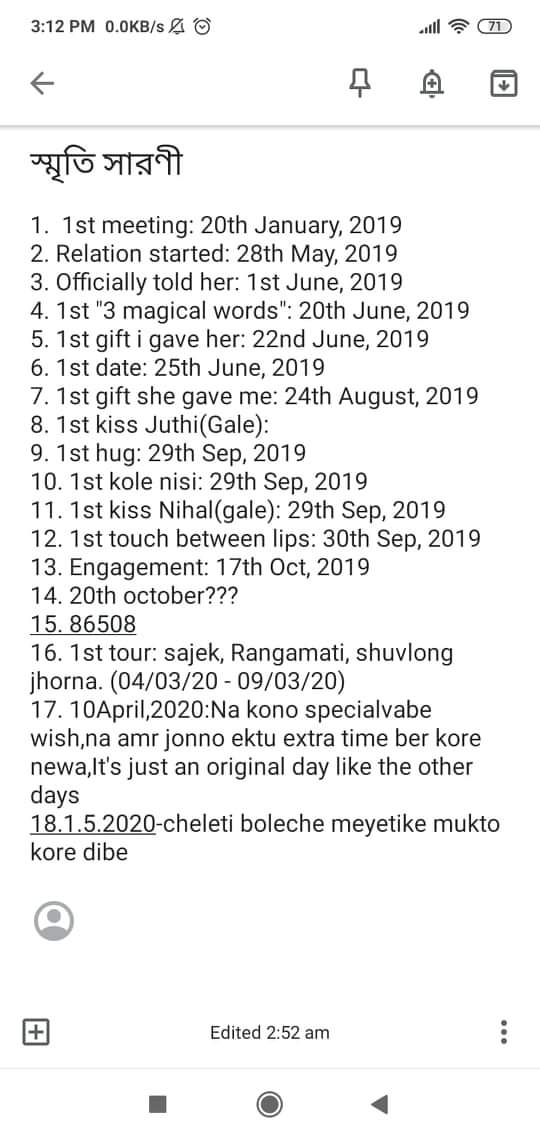 3:12 PM 0.0KB/s
71
স্মৃতি সারণী
1. 1st meeting: 20th January, 2019
2. Relation started: 28th May, 2019
3. Officially told her: 1st June, 2019
4. 1st "3 magical words": 20th June, 2019
5. 1st gift i gave her: 22nd June, 2019
6. 1st date: 25th June, 2019
7. 1st gift she gave me: 24th August, 2019
8. 1st kiss Juthi(Gale):
9. 1st hug: 29th Sep, 2019
10. 1st kole nisi: 29th Sep, 2019
11. 1st kiss Nihal(gale): 29th Sep, 2019
12. 1st touch between lips: 30th Sep, 2019
13. Engagement: 17th Oct, 2019
14. 20th october???
15. 86508
16. 1st tour: sajek, Rangamati, shuvlong
jhorna. (04/03/20 - 09/03/20)
17. 10April,2020:Na kono specialvabe
wish,na amr jonno ektu extra time ber kore
newa,It's just an original day like the other
days
18.1.5.2020-cheleti boleche meyetike mukto
kore dibe
Edited 2:52 am